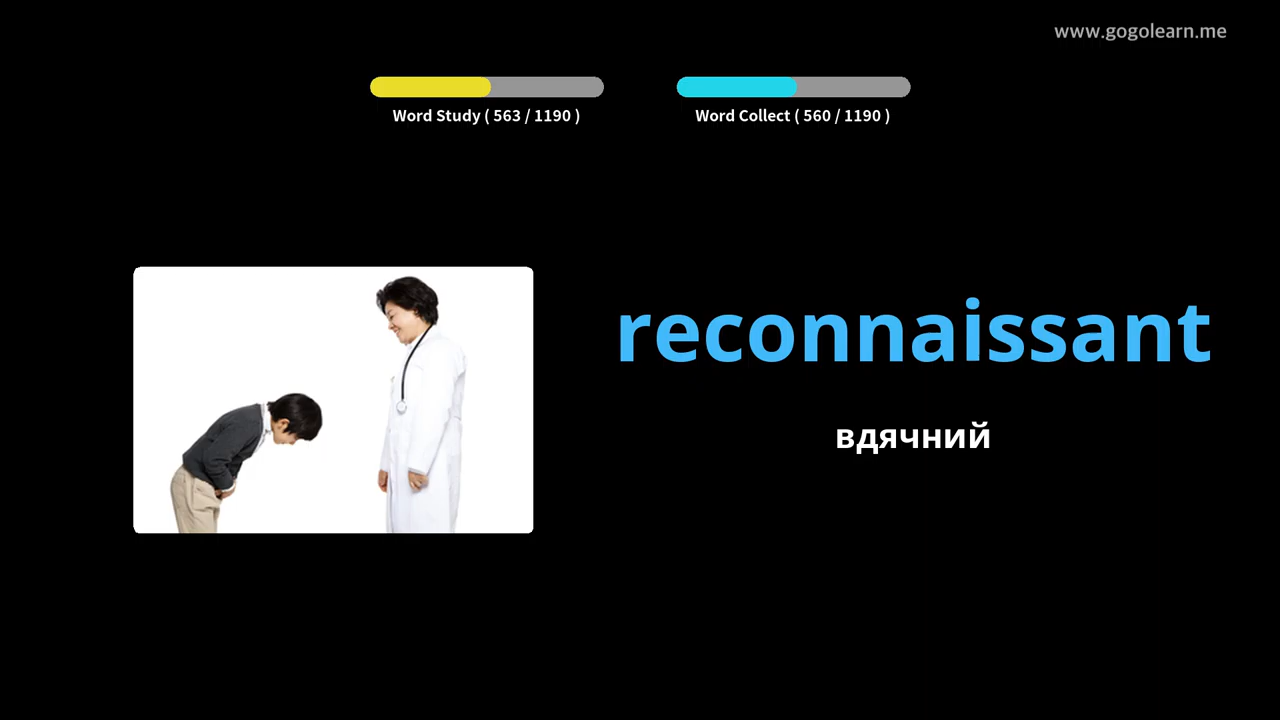 www.gogolearn.me
Word Study ( 563 / 1190 )
Word Collect ( 560 / 1190 )
reconnaissant
вдячний